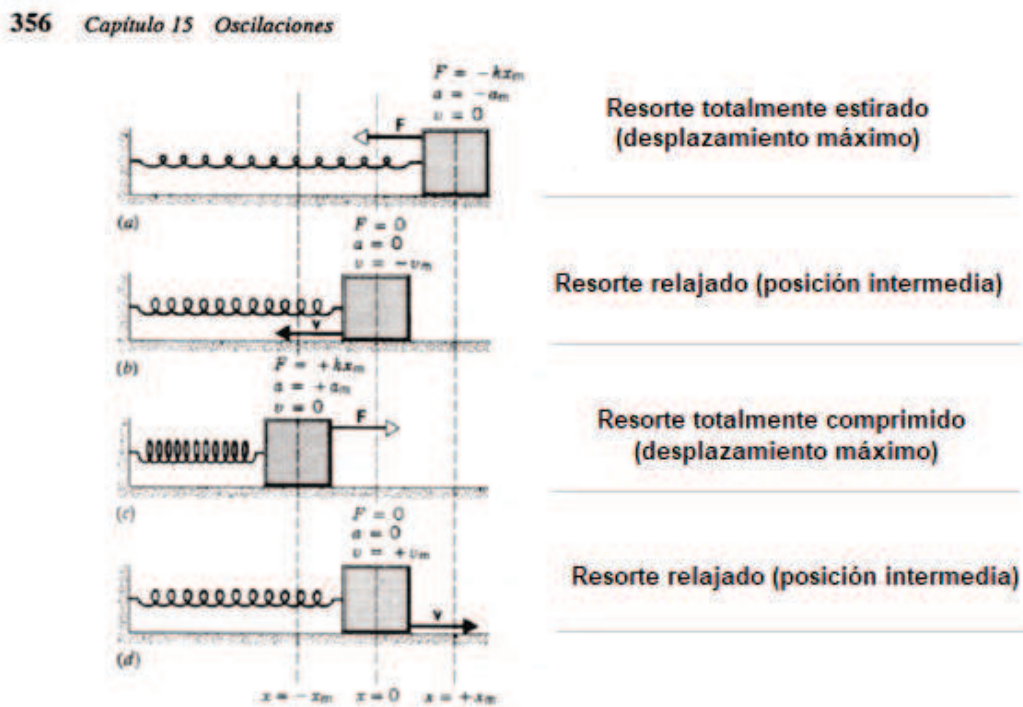 356 Capítulo 15 Oscilaciones
F = -kxm
a = -am
v = 0
F
Resorte totalmente estirado
(desplazamiento máximo)
(a)
F = 0
a = 0
v = -vm
v
Resorte relajado (posición intermedia)
(b)
F = +kxm
a = +am
v = 0
F
Resorte totalmente comprimido
(desplazamiento máximo)
(c)
F = 0
a = 0
v = +vm
v
Resorte relajado (posición intermedia)
(d)
x = -xm x = 0 x = +xm